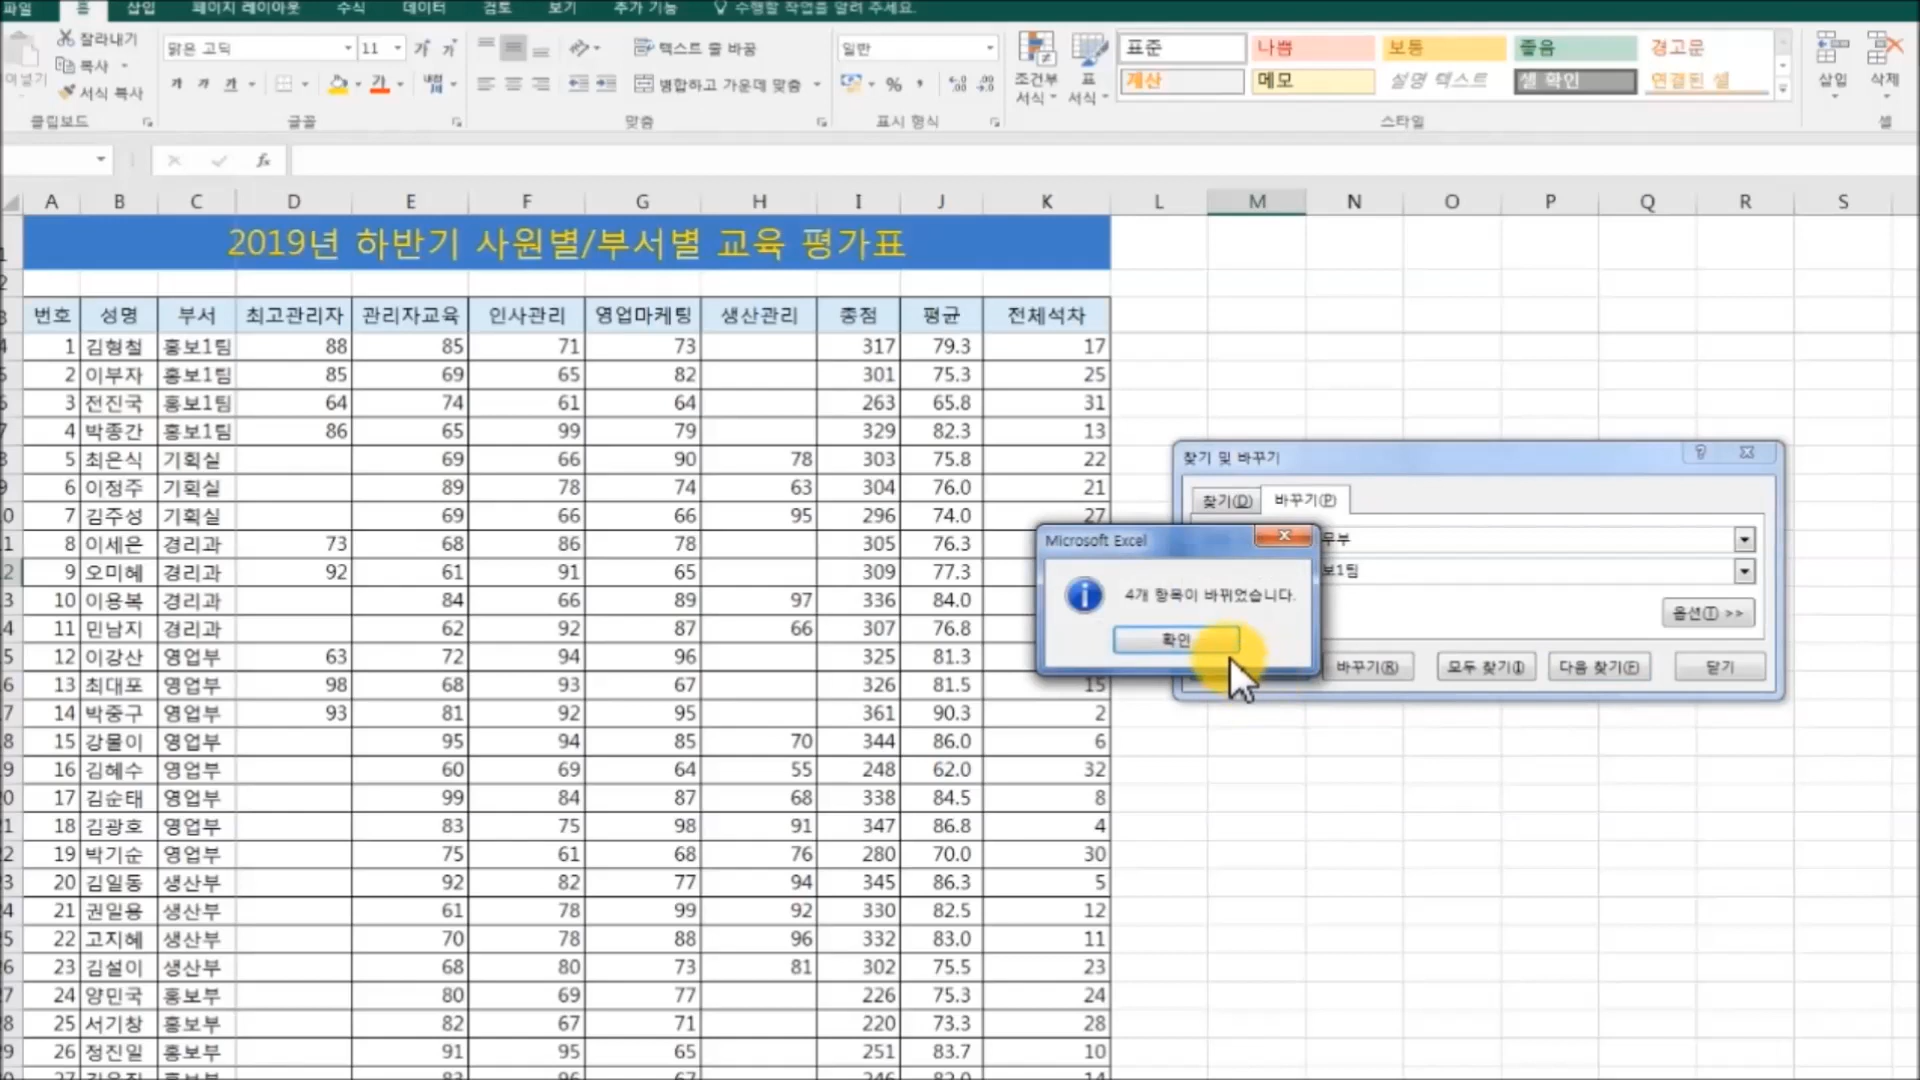 파일 홈 삽입 페이지 레이아웃 수식 데이터 검토 보기 추가 기능 수행할 작업을 알려 주세요.
잘라내기
복사
서식 복사
클립보드
맑은 고딕 11
가 가 가
글꼴
텍스트 줄 바꿈
병합하고 가운데 맞춤
맞춤
일반
% ,
표시 형식
조건부 서식
표 서식
표준 나쁨 보통 좋음 경고문
계산 메모 설명 텍스트 셀 확인 연결된 셀
스타일
삽입 삭제
셀
fx
A B C D E F G H I J K L M N O P Q R S
2019년 하반기 사원별/부서별 교육 평가표
번호 성명 부서 최고관리자 관리자교육 인사관리 영업마케팅 생산관리 총점 평균 전체석차
1 김형철 홍보1팀 88 85 71 73 317 79.3 17
2 이부자 홍보1팀 85 69 65 82 301 75.3 25
3 전진국 홍보1팀 64 74 61 64 263 65.8 31
4 박종간 홍보1팀 86 65 99 79 329 82.3 13
5 최은식 기획실 69 66 90 78 303 75.8 22
6 이정주 기획실 89 78 74 63 304 76.0 21
7 김주성 기획실 69 66 66 95 296 74.0 27
8 이세은 경리과 73 68 86 78 305 76.3
9 오미혜 경리과 92 61 91 65 309 77.3
10 이용복 경리과 84 66 89 97 336 84.0
11 민남지 경리과 62 92 87 66 307 76.8
12 이강산 영업부 63 72 94 96 325 81.3
13 최대포 영업부 98 68 93 67 326 81.5 15
14 박중구 영업부 93 81 92 95 361 90.3 2
15 강물이 영업부 95 94 85 70 344 86.0 6
16 김혜수 영업부 60 69 64 55 248 62.0 32
17 김순태 영업부 99 84 87 68 338 84.5 8
18 김광호 영업부 83 75 98 91 347 86.8 4
19 박기순 영업부 75 61 68 76 280 70.0 30
20 김일동 생산부 92 82 77 94 345 86.3 5
21 권일용 생산부 61 78 99 92 330 82.5 12
22 고지혜 생산부 70 78 88 96 332 83.0 11
23 김설이 생산부 68 80 73 81 302 75.5 23
24 양민국 홍보부 80 69 77 226 75.3 24
25 서기창 홍보부 82 67 71 220 73.3 28
26 정진일 홍보부 91 95 65 251 83.7 10
찾기 및 바꾸기
찾기(D) 바꾸기(P)
무부
보1팀
옵션(T) >>
바꾸기(R) 모두 찾기(I) 다음 찾기(F) 닫기
Microsoft Excel
4개 항목이 바뀌었습니다.
확인